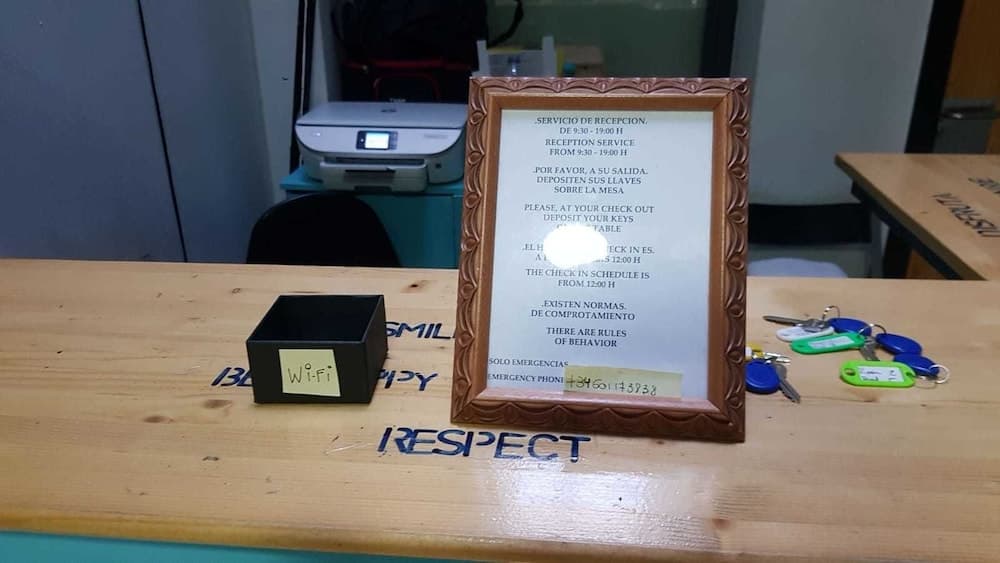 .SERVICIO DE RECEPCION.
DE 9:30 - 19:00 H
RECEPTION SERVICE
FROM 9:30 - 19:00 H
.POR FAVOR, A SU SALIDA.
DEPOSITEN SUS LLAVES
SOBRE LA MESA
PLEASE, AT YOUR CHECK OUT
DEPOSIT YOUR KEYS
TABLE
.EL
ES.
A
12:00 H
THE CHECK IN SCHEDULE IS
FROM 12:00 H
.EXISTEN NORMAS.
DE COMPROTAMIENTO
THERE ARE RULES
OF BEHAVIOR
SOLO EMERGENCIAS
EMERGENCY PHONE
Wi-Fi
SMIL
BE
PPY
RESPECT